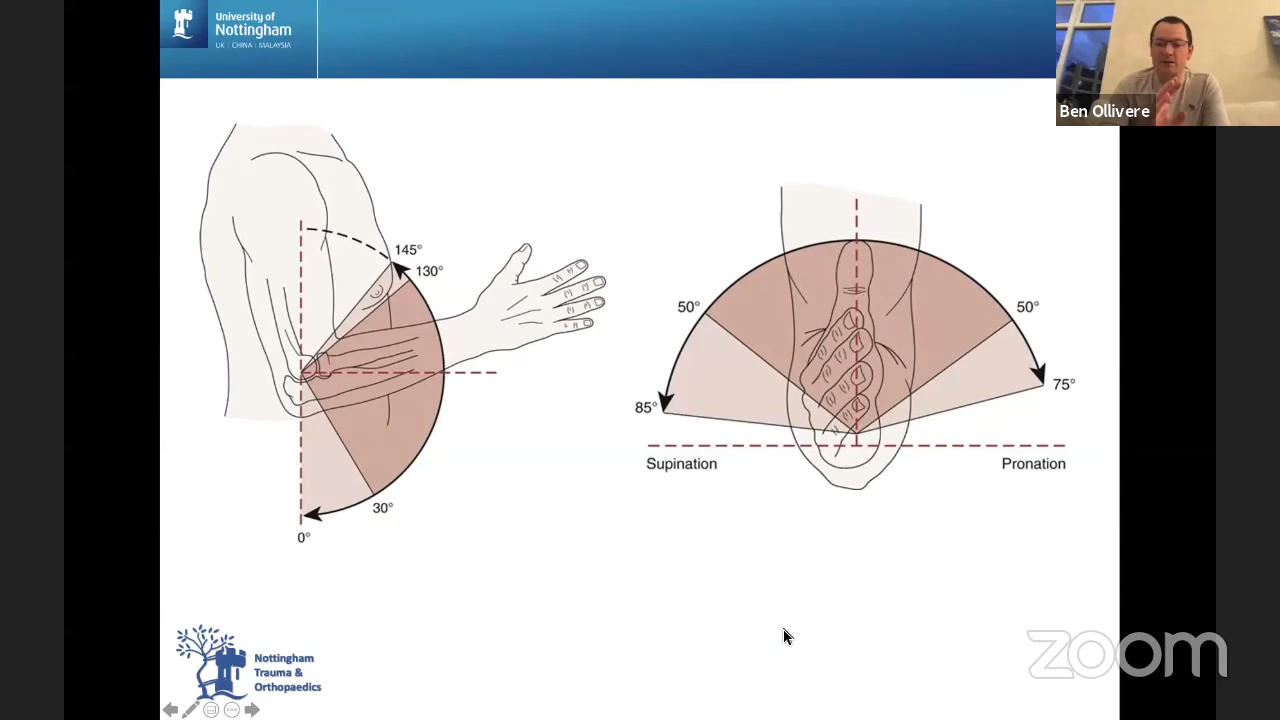 University of
Nottingham
UK | CHINA | MALAYSIA
Ben Ollivere
145°
130°
30°
0°
50°
50°
85°
75°
Supination
Pronation
Nottingham
Trauma &
Orthopaedics
zoom